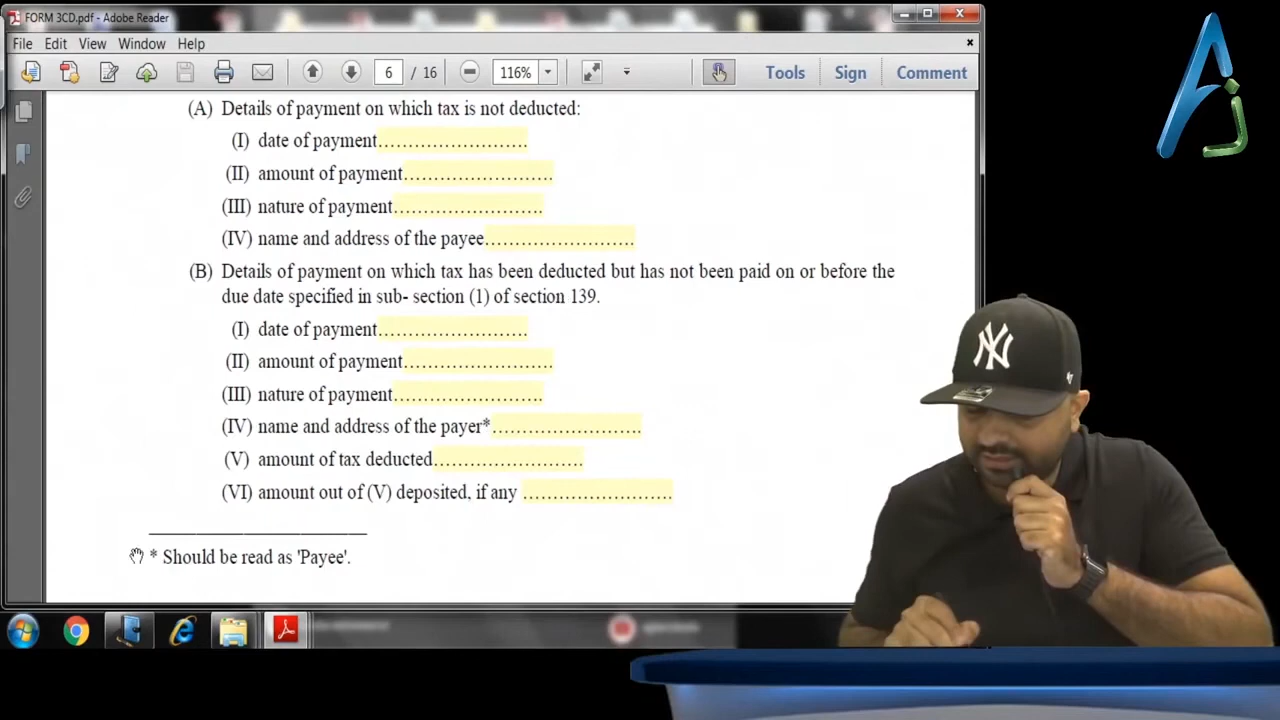 FORM 3CD.pdf - Adobe Reader
File Edit View Window Help
6 / 16 116% Tools Sign Comment
(A) Details of payment on which tax is not deducted:
(I) date of payment.........................
(II) amount of payment.........................
(III) nature of payment.........................
(IV) name and address of the payee.........................
(B) Details of payment on which tax has been deducted but has not been paid on or before the
due date specified in sub- section (1) of section 139.
(I) date of payment.........................
(II) amount of payment.........................
(III) nature of payment.........................
(IV) name and address of the payer*.........................
(V) amount of tax deducted.........................
(VI) amount out of (V) deposited, if any .........................
* Should be read as 'Payee'.
NY
AJ